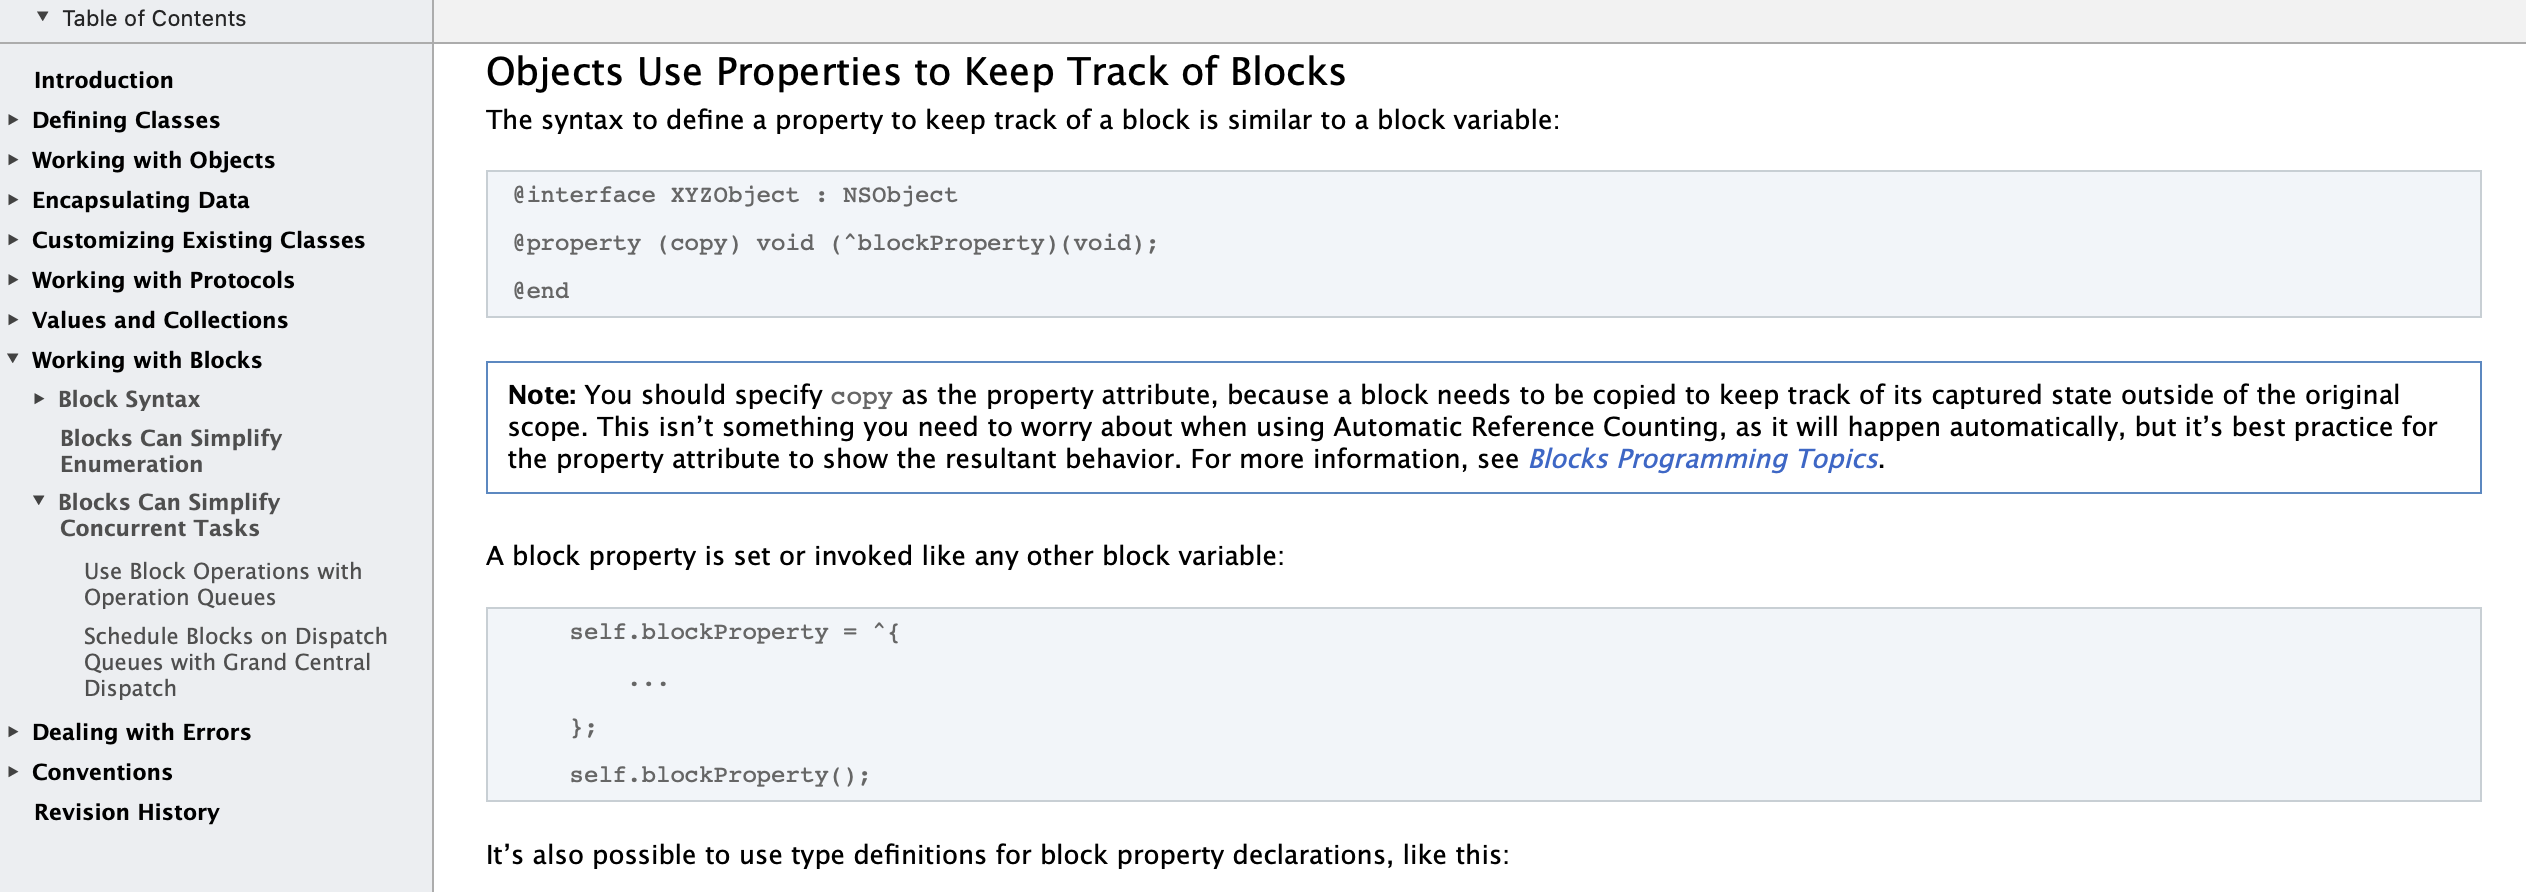 Table of Contents
Introduction
Defining Classes
Working with Objects
Encapsulating Data
Customizing Existing Classes
Working with Protocols
Values and Collections
Working with Blocks
Block Syntax
Blocks Can Simplify
Enumeration
Blocks Can Simplify
Concurrent Tasks
Use Block Operations with
Operation Queues
Schedule Blocks on Dispatch
Queues with Grand Central
Dispatch
Dealing with Errors
Conventions
Revision History
Objects Use Properties to Keep Track of Blocks
The syntax to define a property to keep track of a block is similar to a block variable:
@interface XYZObject : NSObject
@property (copy) void (^blockProperty)(void);
@end
Note: You should specify copy as the property attribute, because a block needs to be copied to keep track of its captured state outside of the original
scope. This isn’t something you need to worry about when using Automatic Reference Counting, as it will happen automatically, but it’s best practice for
the property attribute to show the resultant behavior. For more information, see Blocks Programming Topics.
A block property is set or invoked like any other block variable:
self.blockProperty = ^{
...
};
self.blockProperty();
It’s also possible to use type definitions for block property declarations, like this: